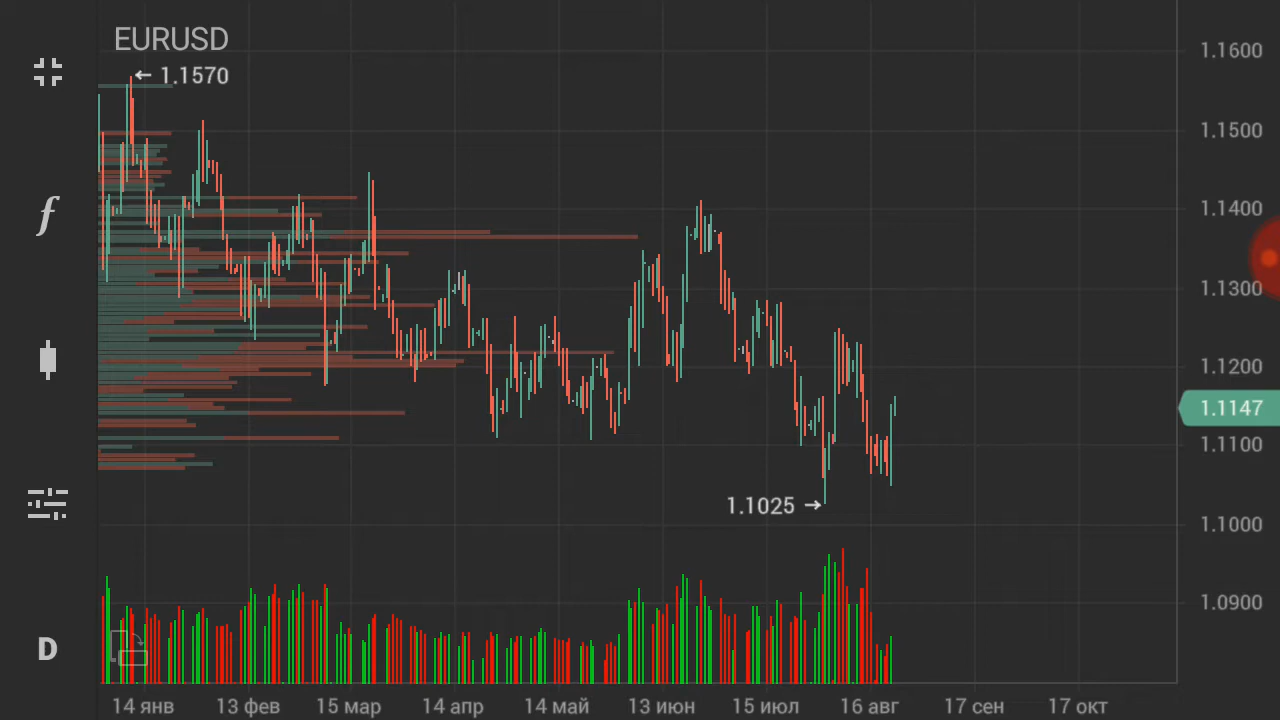 EURUSD
← 1.1570
1.1600
1.1500
1.1400
1.1300
1.1200
1.1147
1.1100
1.1025 →
1.1000
1.0900
f
D
14 янв 13 фев 15 мар 14 апр 14 май 13 июн 15 июл 16 авг 17 сен 17 окт